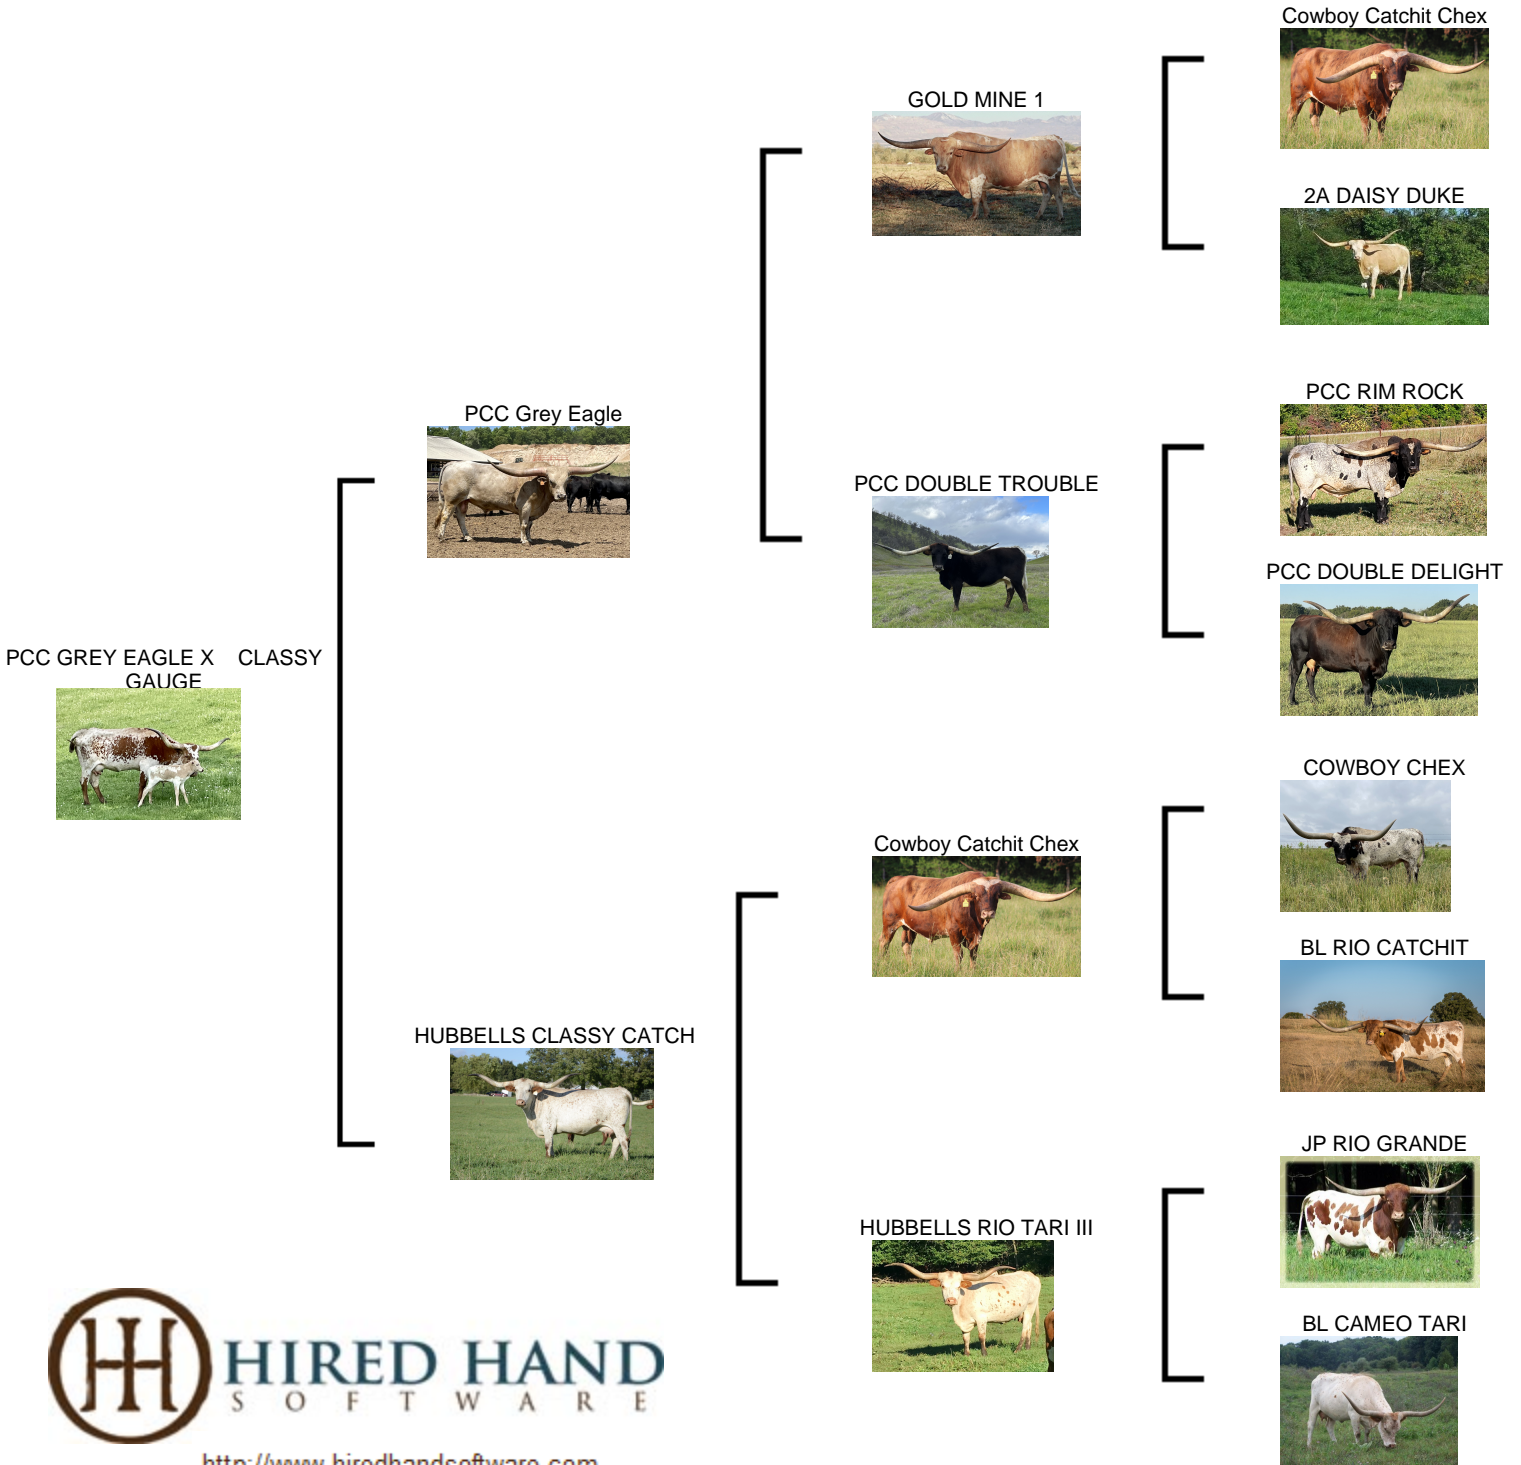 Cowboy Catchit Chex
GOLD MINE 1
2A DAISY DUKE
PCC RIM ROCK
PCC Grey Eagle
PCC DOUBLE TROUBLE
PCC DOUBLE DELIGHT
PCC GREY EAGLE X CLASSY
GAUGE
COWBOY CHEX
Cowboy Catchit Chex
BL RIO CATCHIT
HUBBELLS CLASSY CATCH
JP RIO GRANDE
HUBBELLS RIO TARI III
BL CAMEO TARI
HIRED HAND
SOFTWARE
http://www.hiredhandsoftware.com